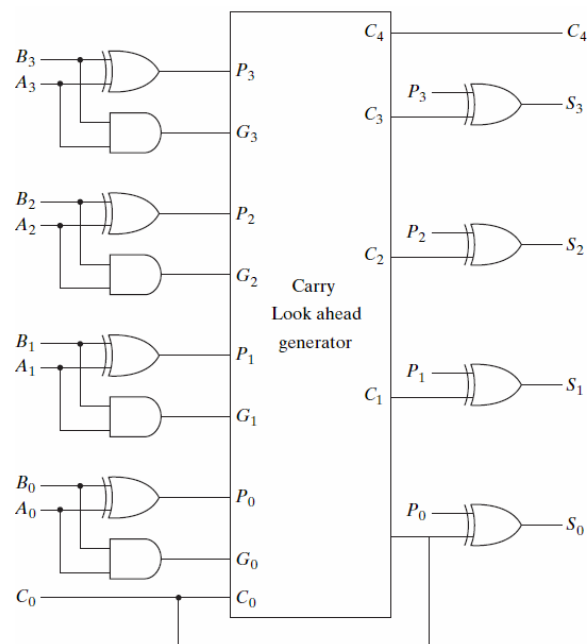 C₄ C₄
B₃
A₃
P₃
P₃
S₃
C₃
G₃
B₂
A₂
P₂
P₂
S₂
C₂
G₂
Carry
Look ahead
generator
B₁
A₁
P₁
P₁
S₁
C₁
G₁
B₀
A₀
P₀
P₀
S₀
G₀
C₀ C₀